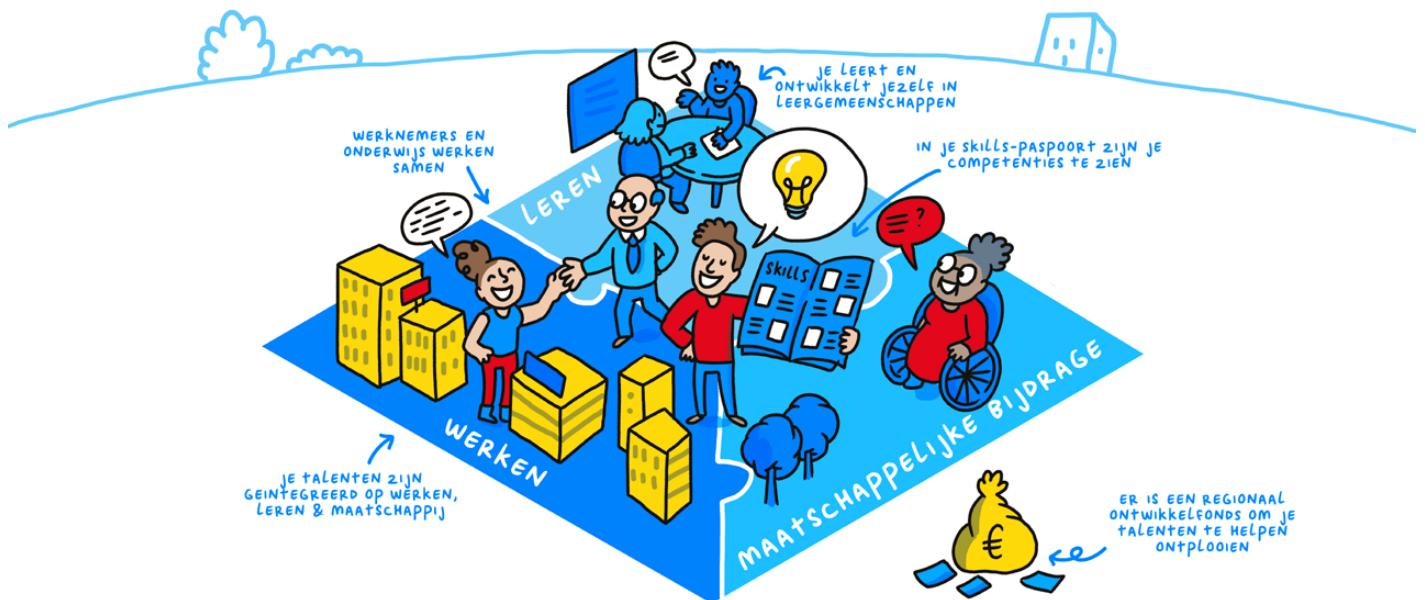 JE LEERT EN
ONTWIKKELT JEZELF IN
LEERGEMEENSCHAPPEN
WERKNEMERS EN
ONDERWIJS WERKEN
SAMEN
IN JE SKILLS-PASPOORT ZIJN JE
COMPETENTIES TE ZIEN
LEREN
?
SKILLS
WERKEN
MAATSCHAPPELIJKE BIJDRAGE
JE TALENTEN ZIJN
GEINTEGREERD OP WERKEN,
LEREN & MAATSCHAPPIJ
€
ER IS EEN REGIONAAL
ONTWIKKELFONDS OM JE
TALENTEN TE HELPEN
ONTPLOOIEN